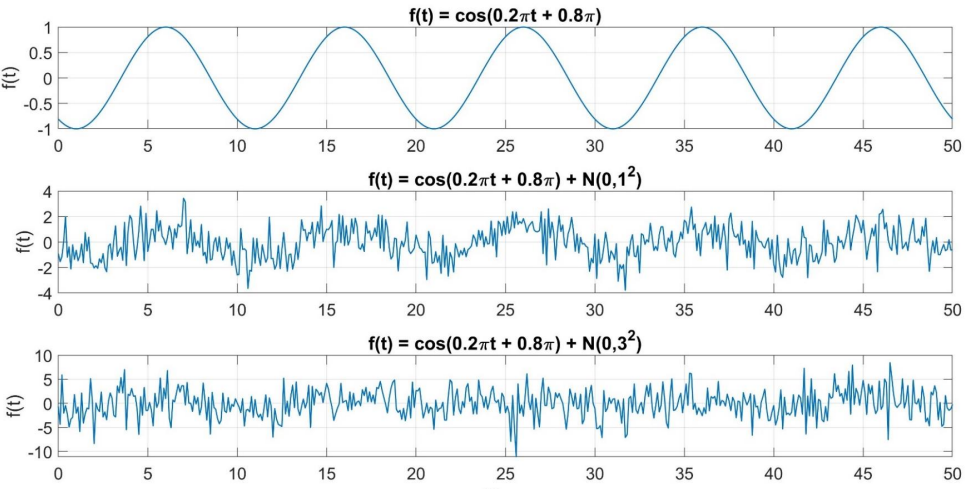 f(t) = cos(0.2πt + 0.8π)
1
0.5
0
-0.5
-1
f(t)
0 5 10 15 20 25 30 35 40 45 50
f(t) = cos(0.2πt + 0.8π) + N(0,1²)
4
2
0
-2
-4
f(t)
0 5 10 15 20 25 30 35 40 45 50
f(t) = cos(0.2πt + 0.8π) + N(0,3²)
10
5
0
-5
-10
f(t)
0 5 10 15 20 25 30 35 40 45 50